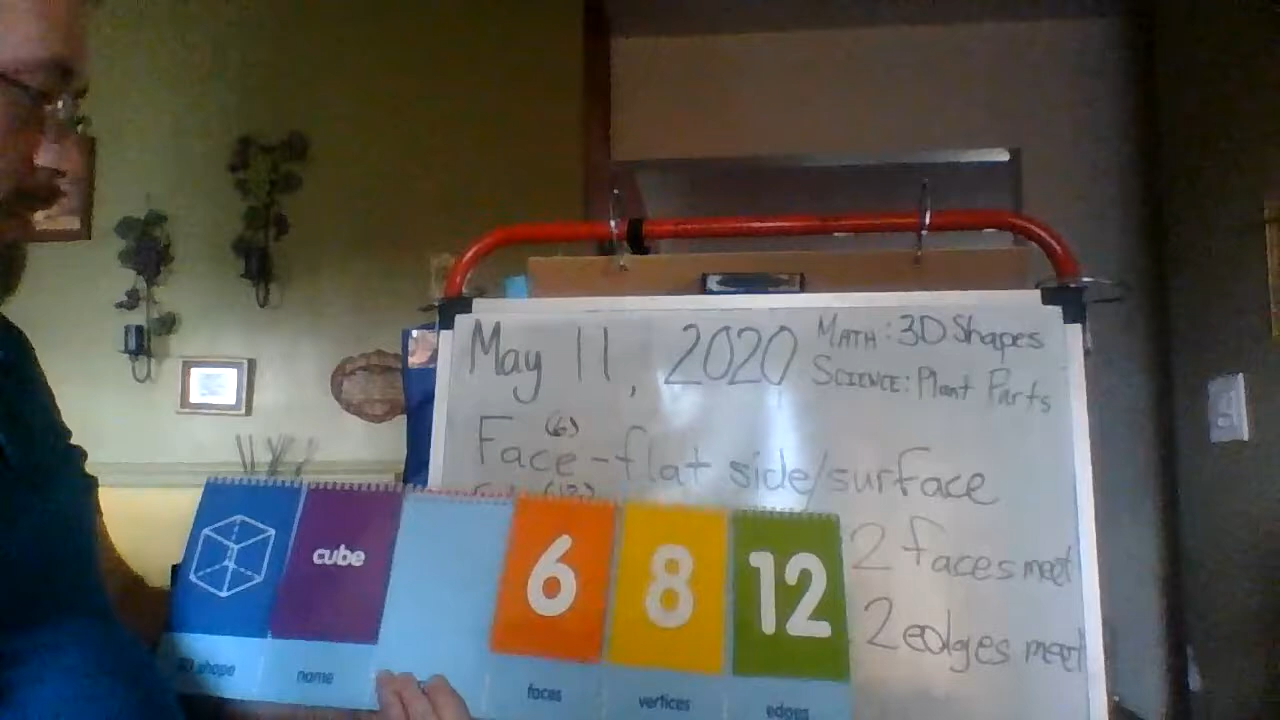 May 11, 2020
MATH: 3D Shapes
SCIENCE: Plant Parts
(6)
Face - flat side/surface
2 faces meet
2 edges meet
cube
6
8
12
shape
name
faces
vertices
edges